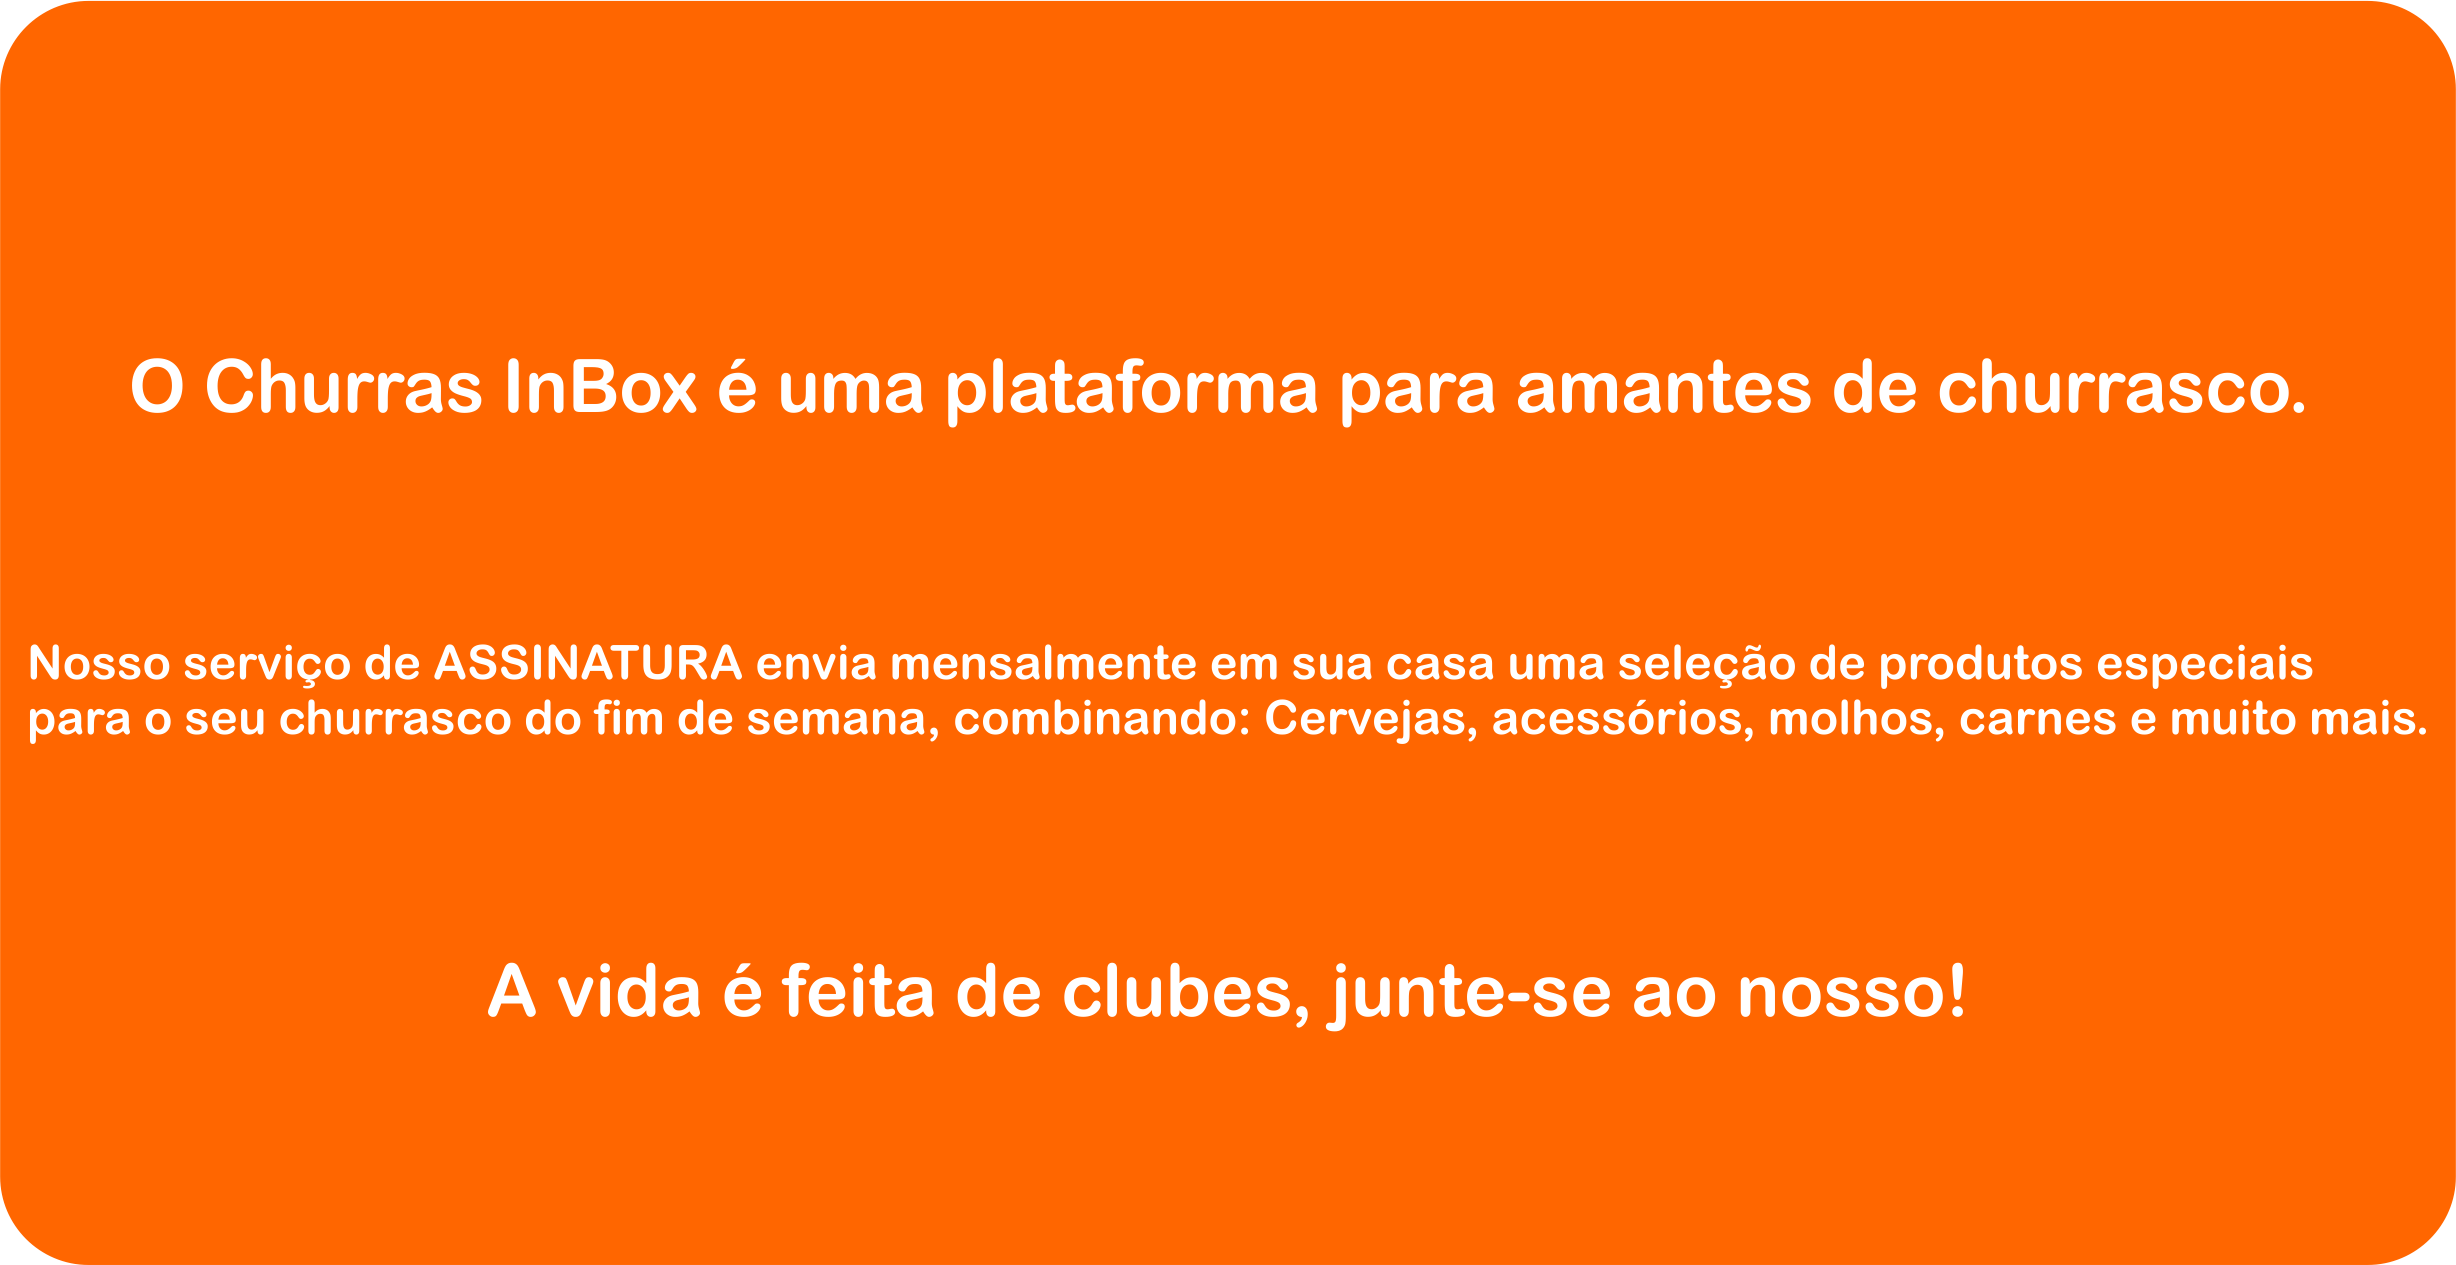 O Churras InBox é uma plataforma para amantes de churrasco.
Nosso serviço de ASSINATURA envia mensalmente em sua casa uma seleção de produtos especiais
para o seu churrasco do fim de semana, combinando: Cervejas, acessórios, molhos, carnes e muito mais.
A vida é feita de clubes, junte-se ao nosso!